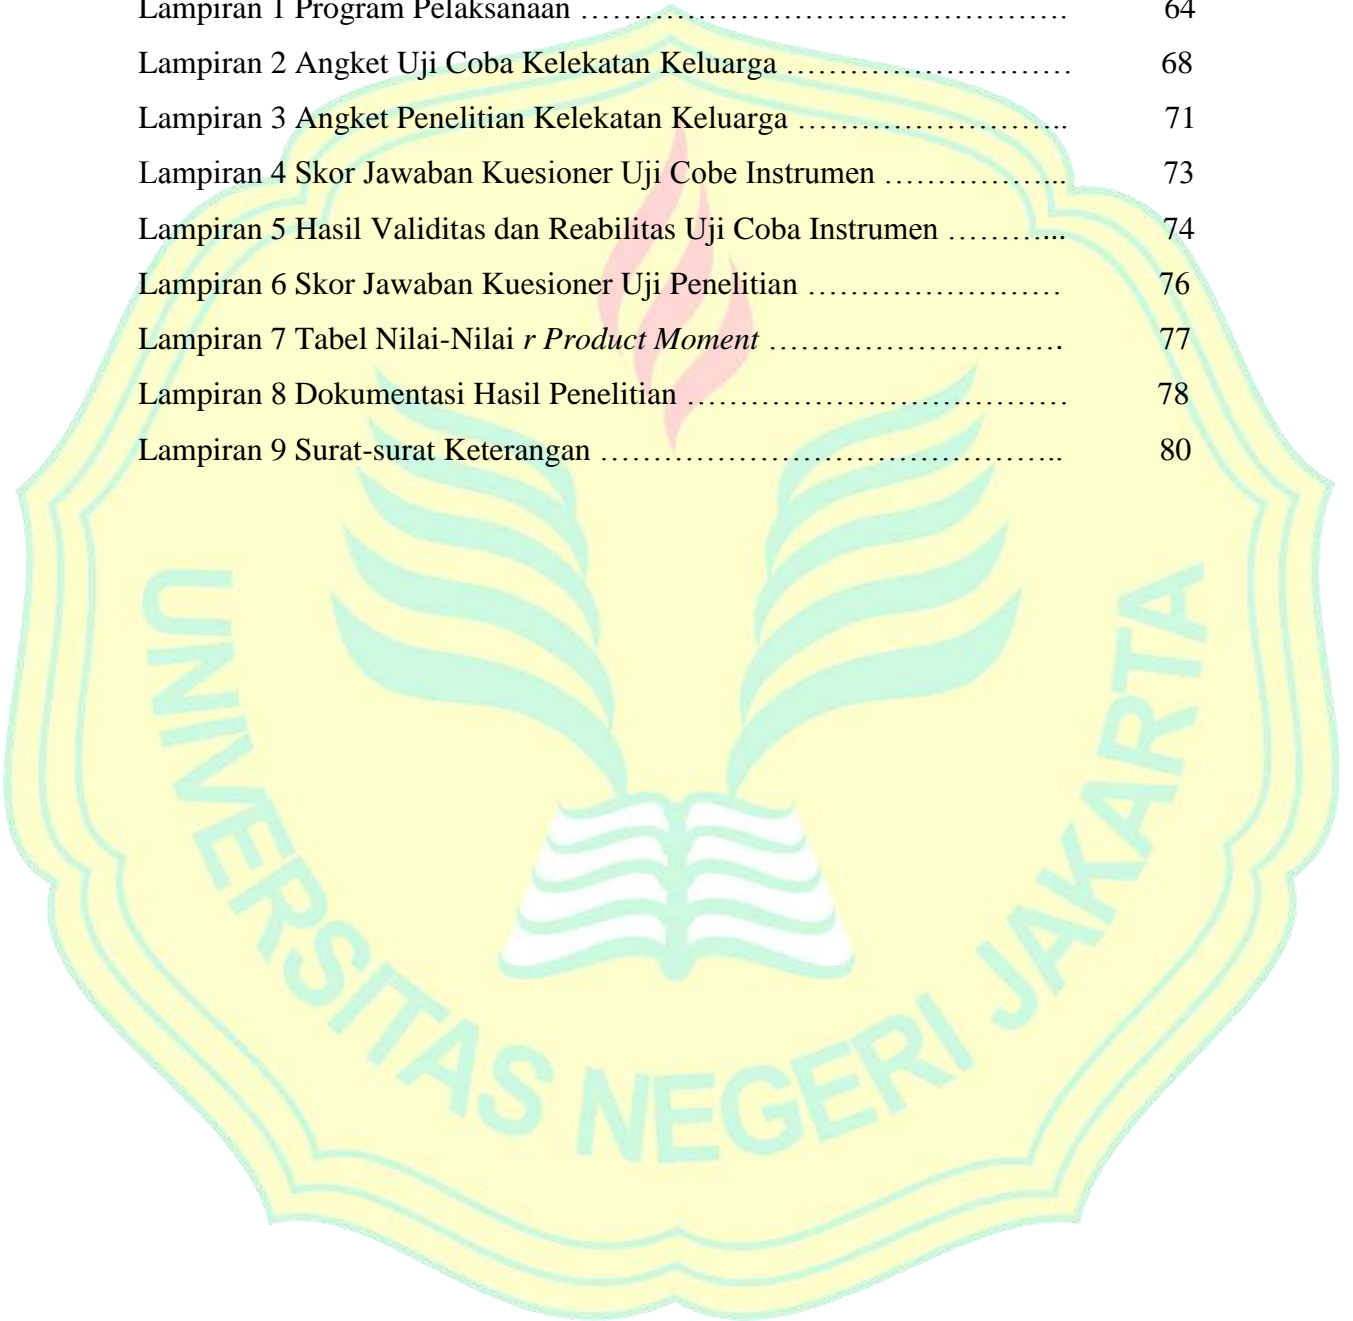 Lampiran 1 Program Pelaksanaan ………………………………………. 64
Lampiran 2 Angket Uji Coba Kelekatan Keluarga ……………………… 68
Lampiran 3 Angket Penelitian Kelekatan Keluarga …………………….. 71
Lampiran 4 Skor Jawaban Kuesioner Uji Cobe Instrumen ……………... 73
Lampiran 5 Hasil Validitas dan Reabilitas Uji Coba Instrumen ………... 74
Lampiran 6 Skor Jawaban Kuesioner Uji Penelitian …………………… 76
Lampiran 7 Tabel Nilai-Nilai r Product Moment ………………………. 77
Lampiran 8 Dokumentasi Hasil Penelitian ……………………………… 78
Lampiran 9 Surat-surat Keterangan …………………………………….. 80
UNIVERSITAS NEGERI JAKARTA